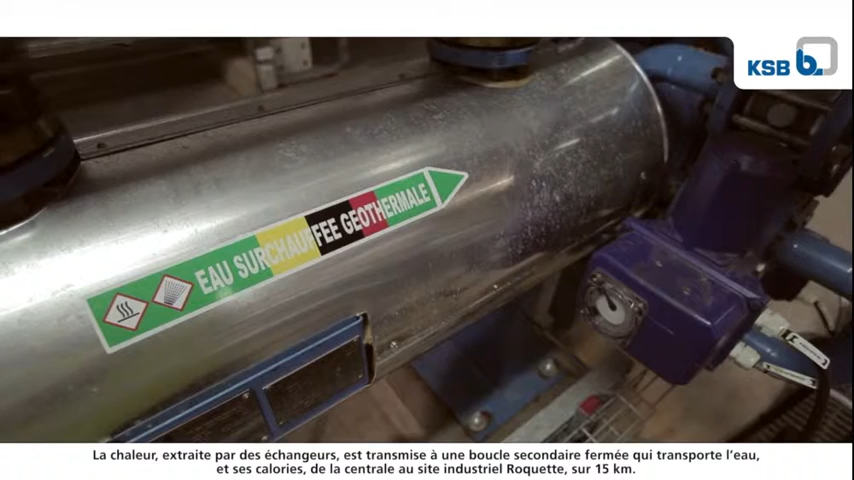 KSB
EAU SURCHAUFFEE GEOTHERMALE
La chaleur, extraite par des échangeurs, est transmise à une boucle secondaire fermée qui transporte l'eau,
et ses calories, de la centrale au site industriel Roquette, sur 15 km.